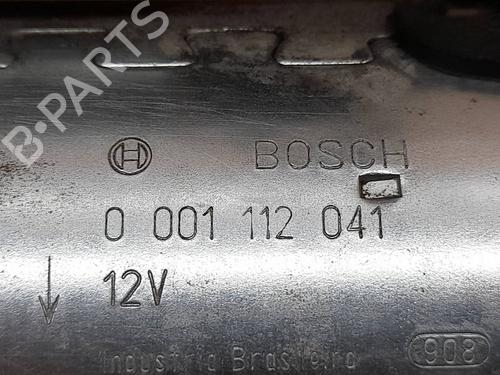 B-PARTS
BOSCH
0 001 112 041
12V
908
Industria Brasileira